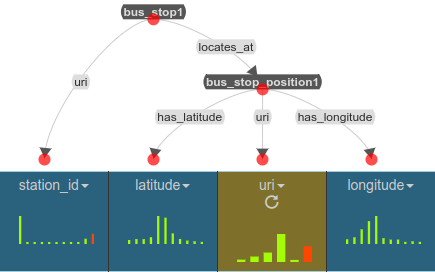 bus_stop1
locates_at
uri
bus_stop_position1
has_latitude
uri
has_longitude
station_id
latitude
uri
longitude